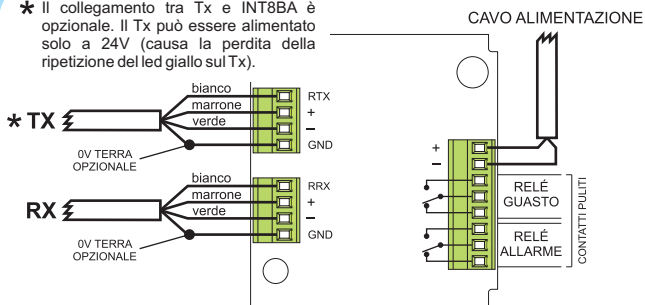 * Il collegamento tra Tx e INT8BA è
opzionale. Il Tx può essere alimentato
solo a 24V (causa la perdita della
ripetizione del led giallo sul Tx).
CAVO ALIMENTAZIONE
* TX
bianco
marrone
verde
0V TERRA
OPZIONALE
RTX
+
–
GND
RX
bianco
marrone
verde
0V TERRA
OPZIONALE
RRX
+
–
GND
+
–
RELÉ
GUASTO
RELÉ
ALLARME
CONTATTI PULITI